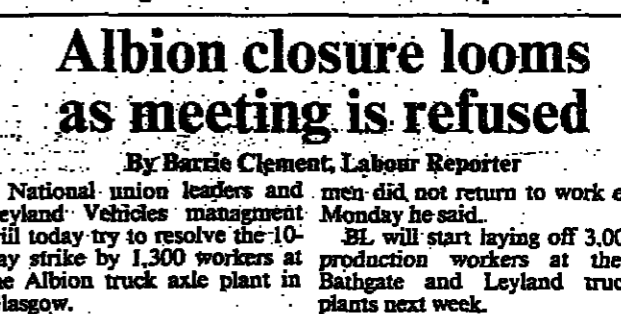 Albion closure looms
as meeting is refused
By Barrie Clement, Labour Reporter
National union leaders and
eyland Vehicles managment
ill today try to resolve the 10-
ay strike by 1,300 workers at
e Albion truck axle plant in
lasgow.
men did not return to work
Monday he said.
BL will start laying off 3,00
production workers at the
Bathgate and Leyland truc
plants next week.